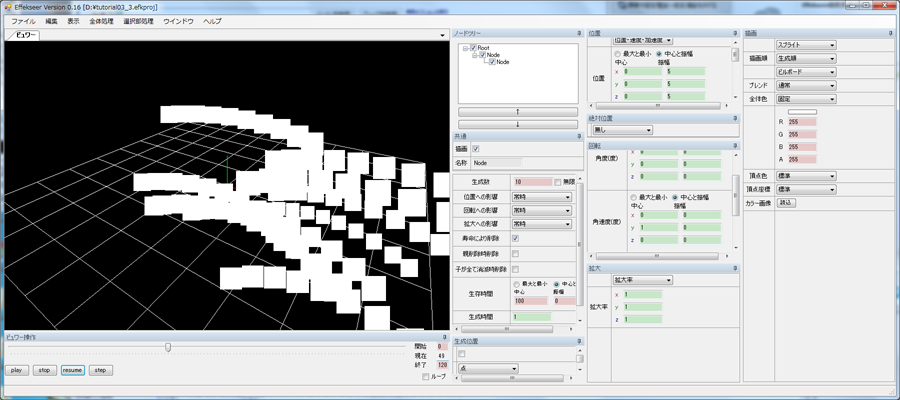 Effekseer Version 0.16 [D:¥tutorial03_3.efkproj]
ファイル 編集 表示 全体処理 選択部処理 ウインドウ ヘルプ
ビュワー
ビュワー操作
開始 0
現在 49
終了 120
play stop resume step
ループ
ノードツリー
Root
Node
Node
↑
↓
共通
描画
名称 Node
生成数 10 無限
位置への影響 常時
回転への影響 常時
拡大への影響 常時
寿命により削除
親削除時削除
子が全て消滅時削除
最大と最小 中心と
中心 振幅
生存時間
100 0
生成時間 1
生成位置
点
位置
位置・速度・加速度
最大と最小 中心と振幅
中心 振幅
位置
x 0 5
y 0 5
z 0 5
絶対位置
無し
回転
x 0 0
角度(度)
y 0 0
z 0 0
最大と最小 中心と振幅
中心 振幅
角速度(度)
x 0 0
y 1 0
z 0 0
拡大
拡大率
拡大率
x 1
y 1
z 1
描画
スプライト
描画順 生成順
ビルボード
ブレンド 通常
全体色 固定
R 255
G 255
B 255
A 255
頂点色 標準
頂点座標 標準
カラー画像 読込